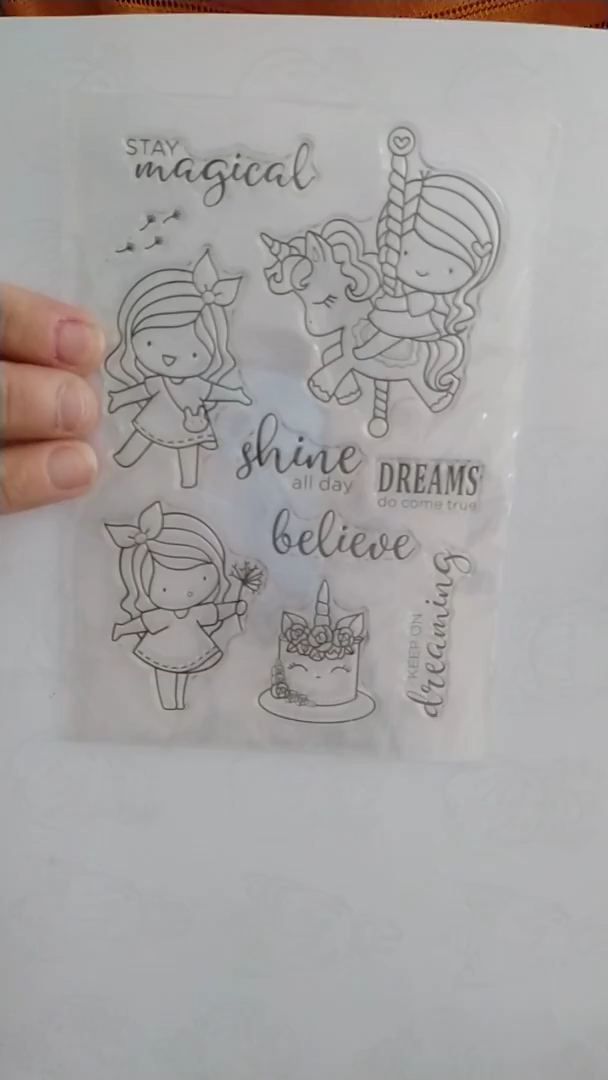 STAY
magical
shine
all day
DREAMS
do come true
believe
KEEP ON
dreaming